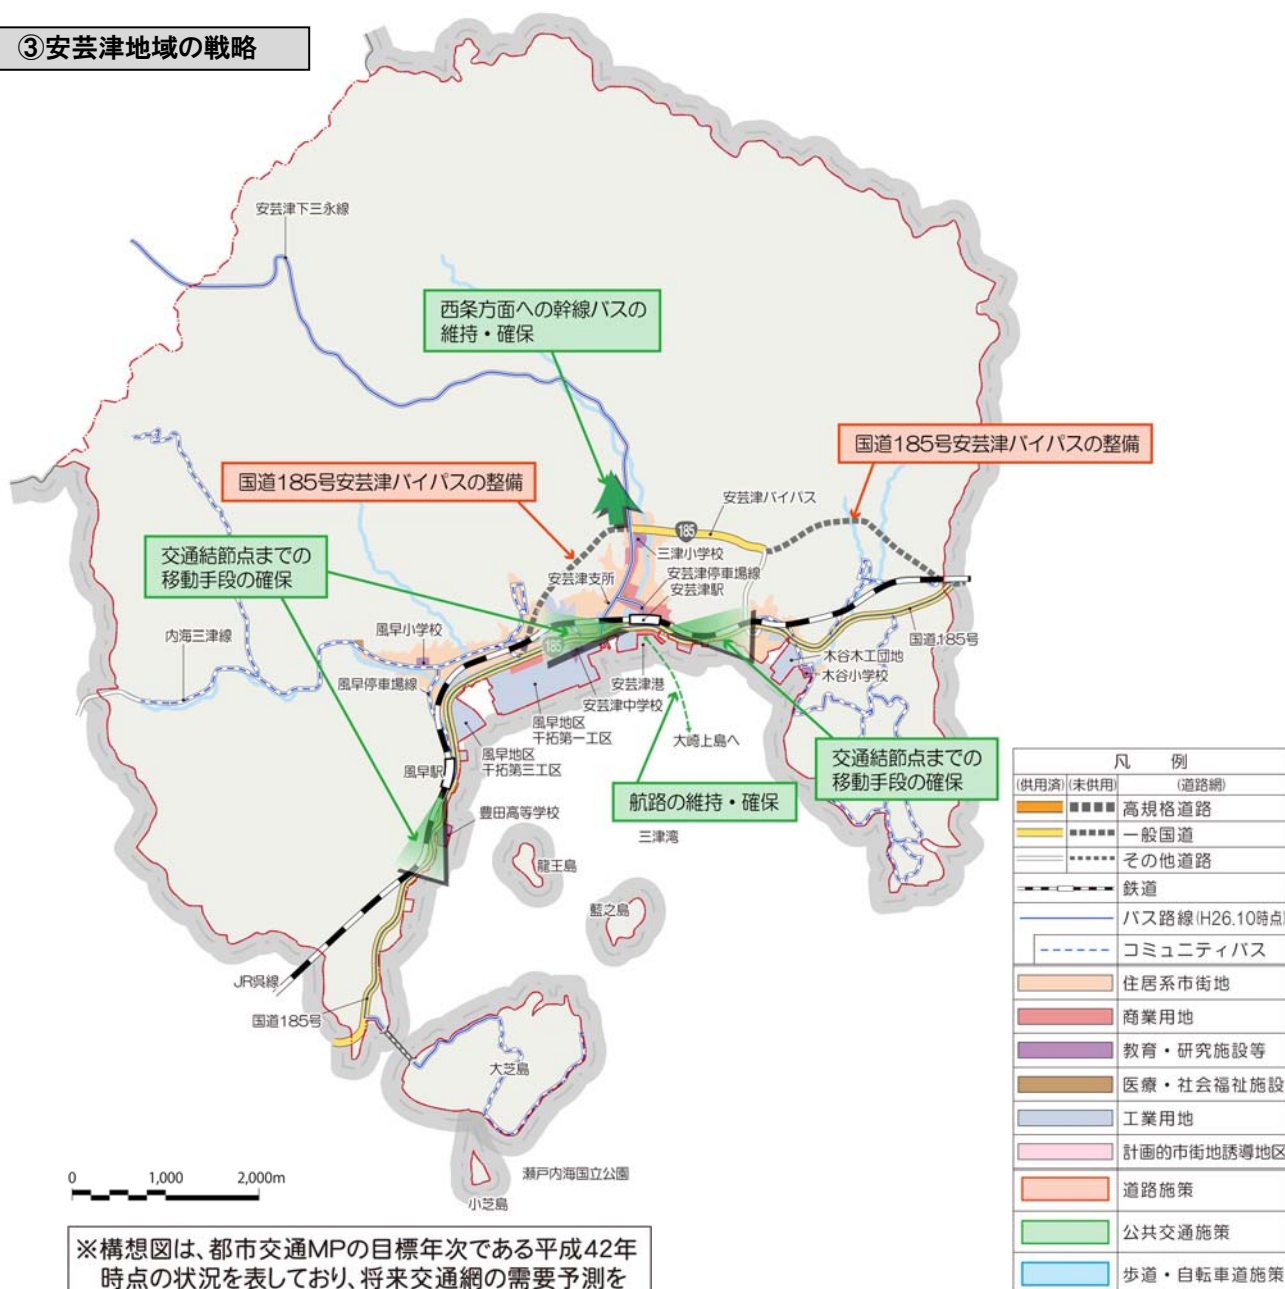 ③安芸津地域の戦略
安芸津下三永線
西条方面への幹線バスの
維持・確保
国道185号安芸津バイパスの整備
国道185号安芸津バイパスの整備
安芸津バイパス
185
三津小学校
交通結節点までの
移動手段の確保
安芸津支所
安芸津停車場線
安芸津駅
内海三津線
風早小学校
185
国道185号
木谷木工団地
木谷小学校
風早停車場線
安芸津港
安芸津中学校
風早地区
干拓第一工区
大崎上島へ
風早地区
干拓第三工区
風早駅
交通結節点までの
移動手段の確保
航路の維持・確保
豊田高等学校
三津湾
龍王島
藍之島
JR呉線
国道185号
大芝島
瀬戸内海国立公園
小芝島
0 1,000 2,000m
※構想図は、都市交通MPの目標年次である平成42年
時点の状況を表しており、将来交通網の需要予測を
凡 例
(供用済) (未供用) (道路網)
高規格道路
一般国道
その他道路
鉄道
バス路線(H26.10時点)
コミュニティバス
住居系市街地
商業用地
教育・研究施設等
医療・社会福祉施設
工業用地
計画的市街地誘導地区
道路施策
公共交通施策
歩道・自転車道施策